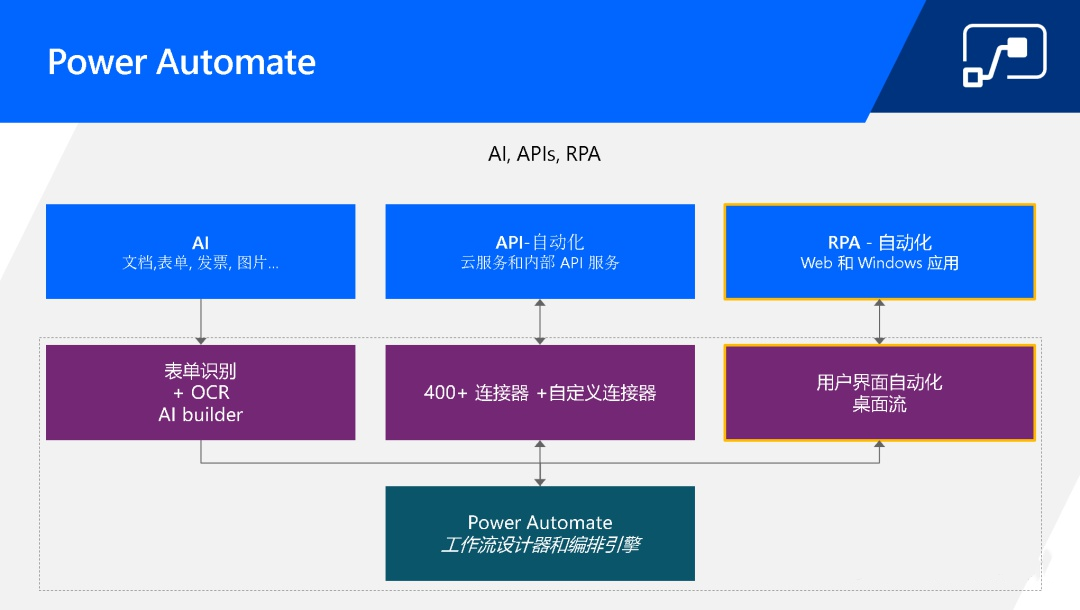 Power Automate
AI, APIs, RPA
AI
文档,表单, 发票, 图片...
API-自动化
云服务和内部 API 服务
RPA - 自动化
Web 和 Windows 应用
表单识别
+ OCR
AI builder
400+ 连接器 +自定义连接器
用户界面自动化
桌面流
Power Automate
工作流设计器和编排引擎